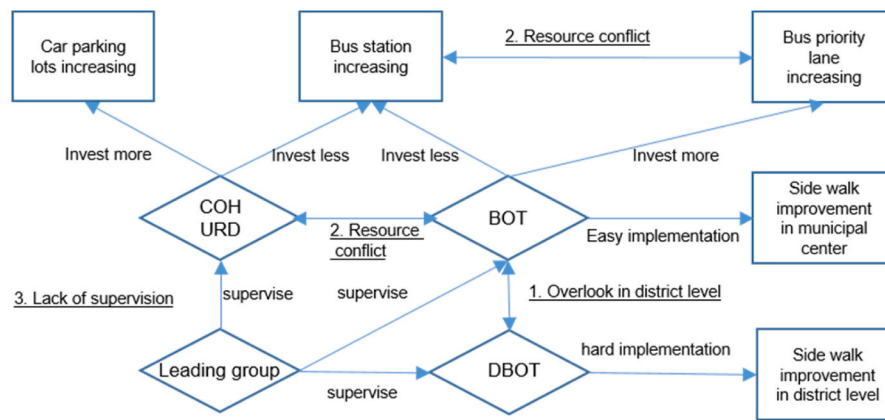 Car parking
lots increasing
Bus station
increasing
2. Resource conflict
Bus priority
lane
increasing
Invest more
Invest less
Invest less
Invest more
COH
URD
2. Resource
conflict
BOT
Easy implementation
Side walk
improvement
in municipal
center
3. Lack of supervision
supervise
supervise
1. Overlook in district level
Leading group
supervise
DBOT
hard implementation
Side walk
improvement
in district level